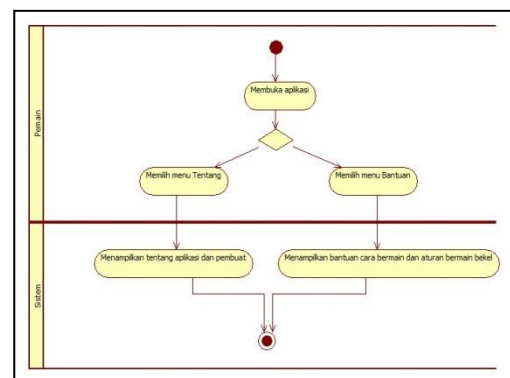 Pemain
Membuka aplikasi
Memilih menu Tentang
Memilih menu Bantuan
Sistem
Menampilkan tentang aplikasi dan pembuat
Menampilkan bantuan cara bermain dan aturan bermain bekel